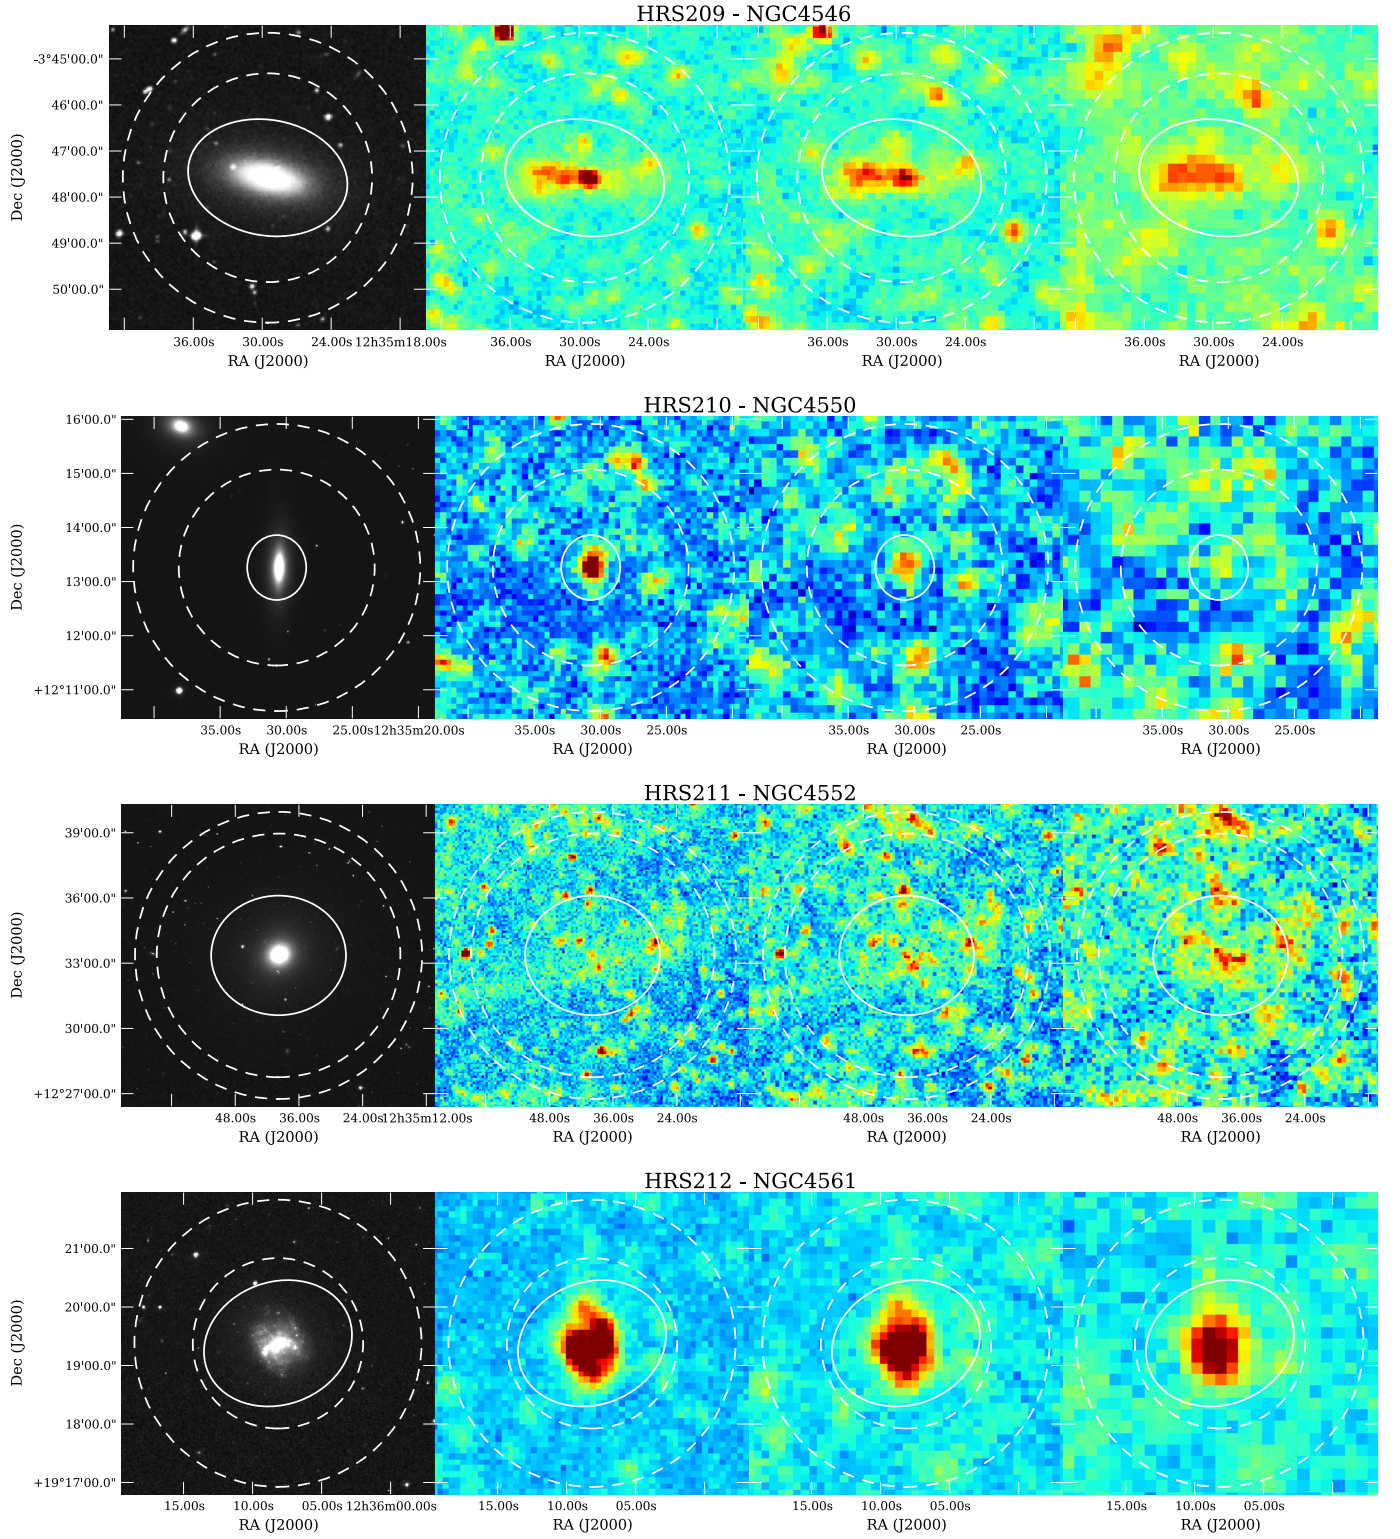 HRS209 - NGC4546
-3°45'00.0"
46'00.0"
47'00.0"
48'00.0"
49'00.0"
50'00.0"
Dec (J2000)
36.00s 30.00s 24.00s 12h35m18.00s 36.00s 30.00s 24.00s 36.00s 30.00s 24.00s 36.00s 30.00s 24.00s
RA (J2000) RA (J2000) RA (J2000) RA (J2000)
HRS210 - NGC4550
16'00.0"
15'00.0"
14'00.0"
13'00.0"
12'00.0"
+12°11'00.0"
Dec (J2000)
35.00s 30.00s 25.00s 12h35m20.00s 35.00s 30.00s 25.00s 35.00s 30.00s 25.00s 35.00s 30.00s 25.00s
RA (J2000) RA (J2000) RA (J2000) RA (J2000)
HRS211 - NGC4552
39'00.0"
36'00.0"
33'00.0"
30'00.0"
+12°27'00.0"
Dec (J2000)
48.00s 36.00s 24.00s 12h35m12.00s 48.00s 36.00s 24.00s 48.00s 36.00s 24.00s 48.00s 36.00s 24.00s
RA (J2000) RA (J2000) RA (J2000) RA (J2000)
HRS212 - NGC4561
21'00.0"
20'00.0"
19'00.0"
18'00.0"
+19°17'00.0"
Dec (J2000)
15.00s 10.00s 05.00s 12h36m00.00s 15.00s 10.00s 05.00s 15.00s 10.00s 05.00s 15.00s 10.00s 05.00s
RA (J2000) RA (J2000) RA (J2000) RA (J2000)